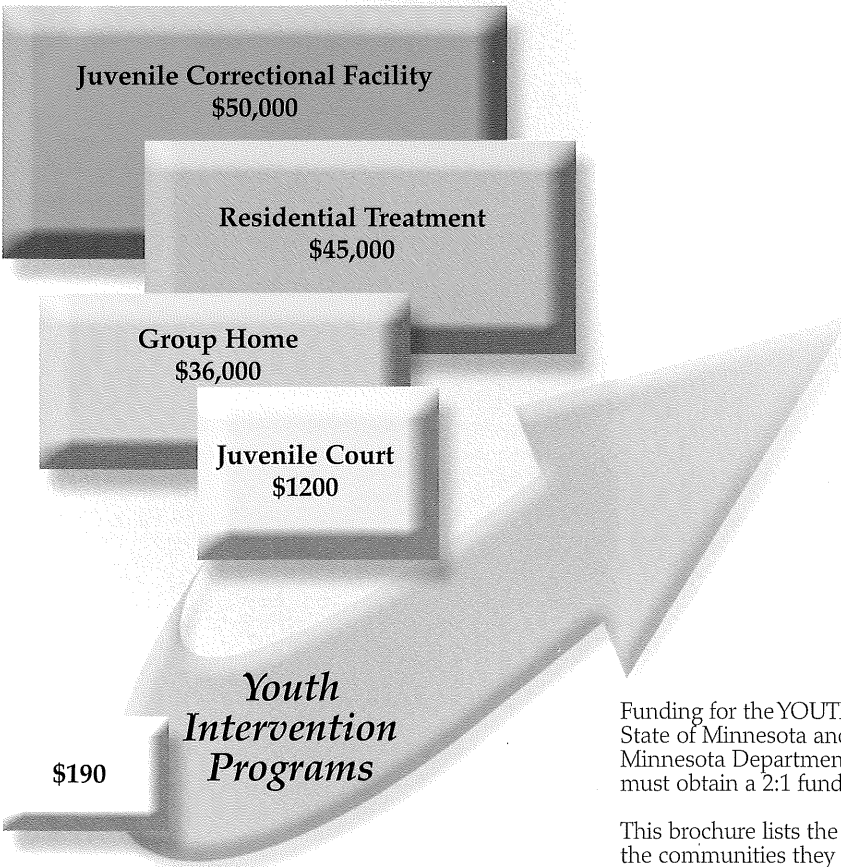 Juvenile Correctional Facility
$50,000
Residential Treatment
$45,000
Group Home
$36,000
Juvenile Court
$1200
Youth
Intervention
Programs
$190
Funding for the
State of Minnesota and
Minnesota
must obtain a 2:1
This brochure lists the
the communities they